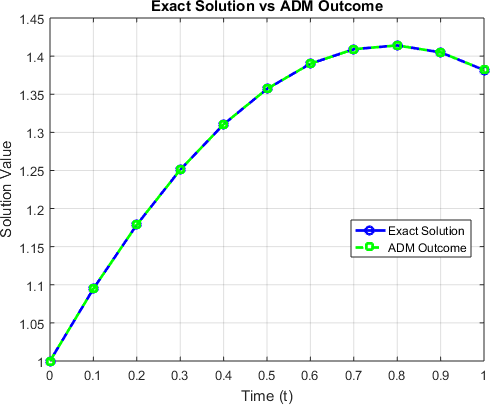 Exact Solution vs ADM Outcome
Solution Value
1.45
1.4
1.35
1.3
1.25
1.2
1.15
1.1
1.05
1
Exact Solution
ADM Outcome
0 0.1 0.2 0.3 0.4 0.5 0.6 0.7 0.8 0.9 1
Time (t)